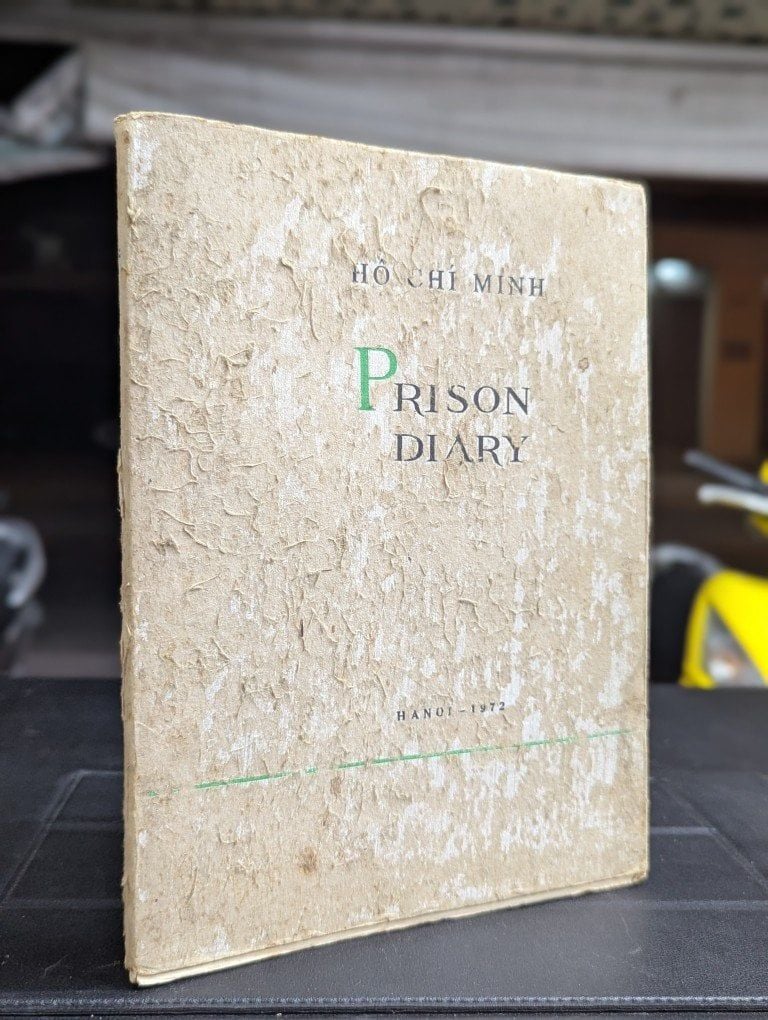 HỒ CHÍ MINH
PRISON
DIARY
HANOI – 1972